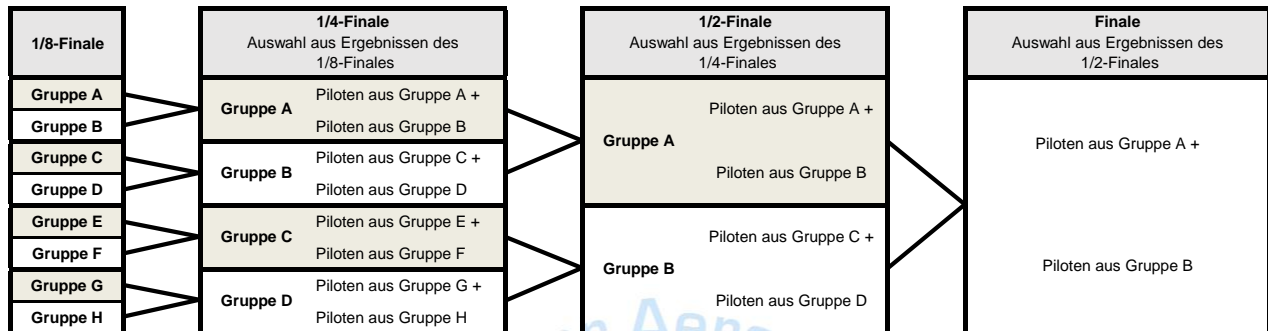 1/8-Finale
1/4-Finale
Auswahl aus Ergebnissen des
1/8-Finales
1/2-Finale
Auswahl aus Ergebnissen des
1/4-Finales
Finale
Auswahl aus Ergebnissen des
1/2-Finales
Gruppe A
Gruppe B
Gruppe C
Gruppe D
Gruppe E
Gruppe F
Gruppe G
Gruppe H
Gruppe A
Piloten aus Gruppe A +
Piloten aus Gruppe B
Gruppe B
Piloten aus Gruppe C +
Piloten aus Gruppe D
Gruppe C
Piloten aus Gruppe E +
Piloten aus Gruppe F
Gruppe D
Piloten aus Gruppe G +
Piloten aus Gruppe H
Gruppe A
Piloten aus Gruppe A +
Piloten aus Gruppe B
Gruppe B
Piloten aus Gruppe C +
Piloten aus Gruppe D
Piloten aus Gruppe A +
Piloten aus Gruppe B